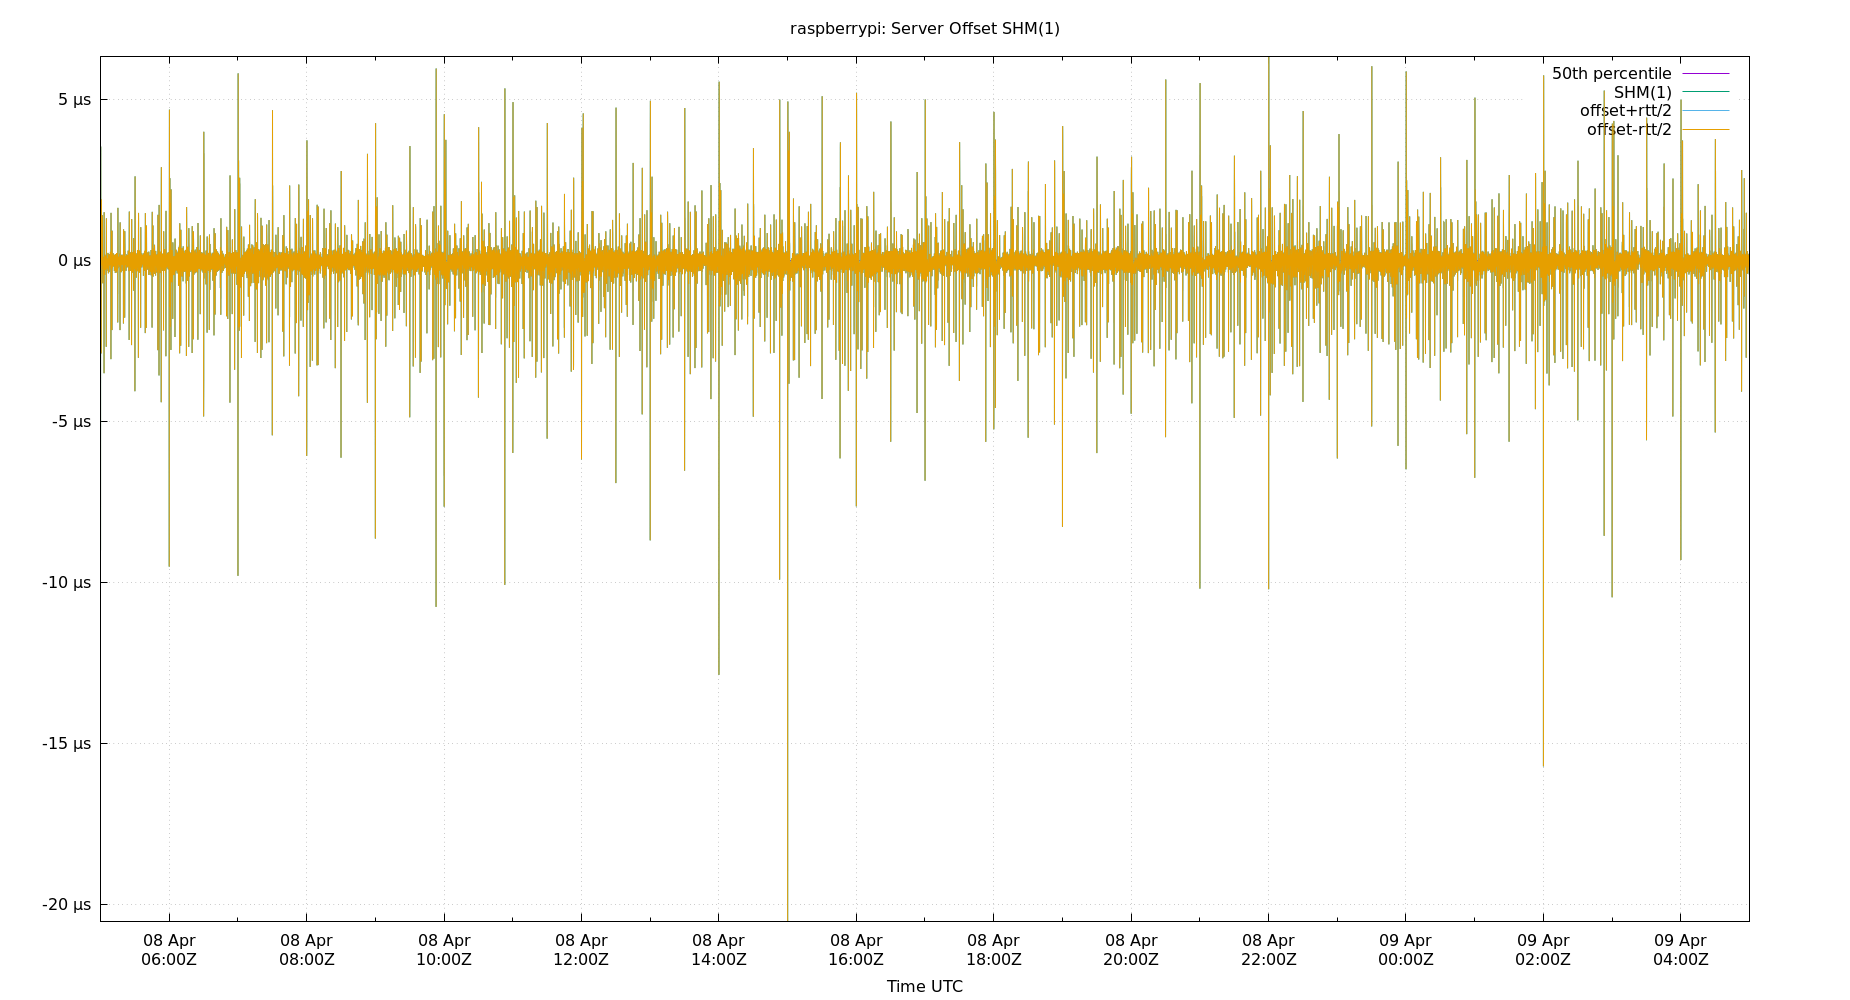 raspberrypi: Server Offset SHM(1)
50th percentile
SHM(1)
offset+rtt/2
offset-rtt/2
5 µs
0 µs
-5 µs
-10 µs
-15 µs
-20 µs
08 Apr 08 Apr 08 Apr 08 Apr 08 Apr 08 Apr 08 Apr 08 Apr 08 Apr 09 Apr 09 Apr 09 Apr
06:00Z 08:00Z 10:00Z 12:00Z 14:00Z 16:00Z 18:00Z 20:00Z 22:00Z 00:00Z 02:00Z 04:00Z
Time UTC